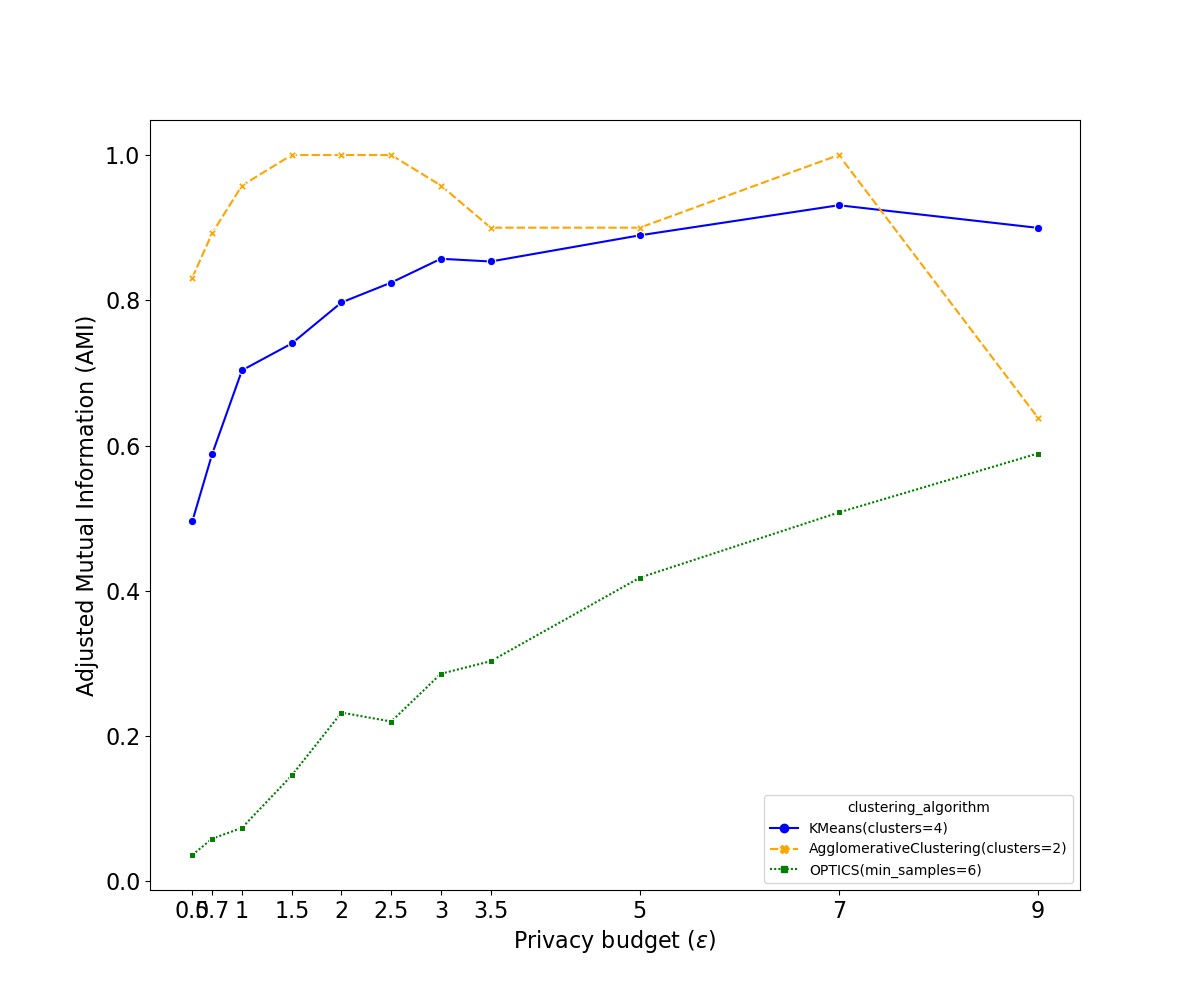 1.0
0.8
0.6
0.4
0.2
0.0
Adjusted Mutual Information (AMI)
clustering_algorithm
KMeans(clusters=4)
AgglomerativeClustering(clusters=2)
OPTICS(min_samples=6)
0.5 0.7 1 1.5 2 2.5 3 3.5 5 7 9
Privacy budget (ε)